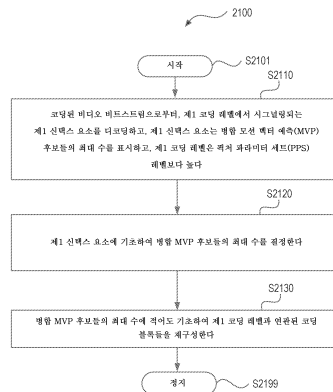 2100
시작
S2101
S2110
코딩된 비디오 비트스트림으로부터, 제1 코딩 레벨에서 시그널링되는
제1 신택스 요소를 디코딩하고, 제1 신택스 요소는 병합 모션 벡터 예측(MVP)
후보들의 최대 수를 표시하고, 제1 코딩 레벨은 픽처 파라미터 세트(PPS)
레벨보다 높다
S2120
제1 신택스 요소에 기초하여 병합 MVP 후보들의 최대 수를 결정한다
S2130
병합 MVP 후보들의 최대 수에 적어도 기초하여 제1 코딩 레벨과 연관된 코딩
블록들을 재구성한다
정지
S2199